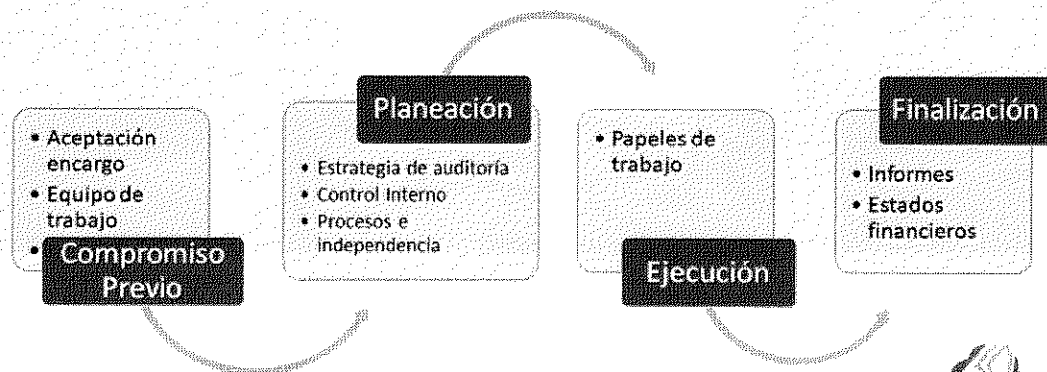 • Aceptación
encargo
• Equipo de
trabajo
•
Compromiso
Previo
Planeación
• Estrategia de auditoría
• Control Interno
• Procesos e
independencia
• Papeles de
trabajo
Ejecución
Finalización
• Informes
• Estados
financieros